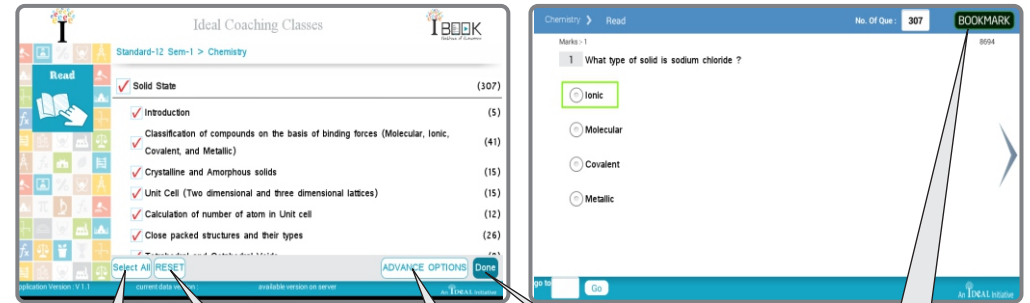 I
Ideal Coaching Classes
I BOOK
Standard-12 Sem-1 > Chemistry
Read
Solid State (307)
Introduction (5)
Classification of compounds on the basis of binding forces (Molecular, Ionic,
Covalent, and Metallic) (41)
Crystalline and Amorphous solids (15)
Unit Cell (Two dimensional and three dimensional lattices) (15)
Calculation of number of atom in Unit cell (12)
Close packed structures and their types (26)
Select All RESET ADVANCE OPTIONS Done
pplication Version : V 1.1 current data version : available version on server An IDEAL Initiative
Chemistry > Read No. Of Que : 307 BOOKMARK
Marks:-1 8694
1 What type of solid is sodium chloride ?
Ionic
Molecular
Covalent
Metallic
go to Go
An IDEAL Initiative